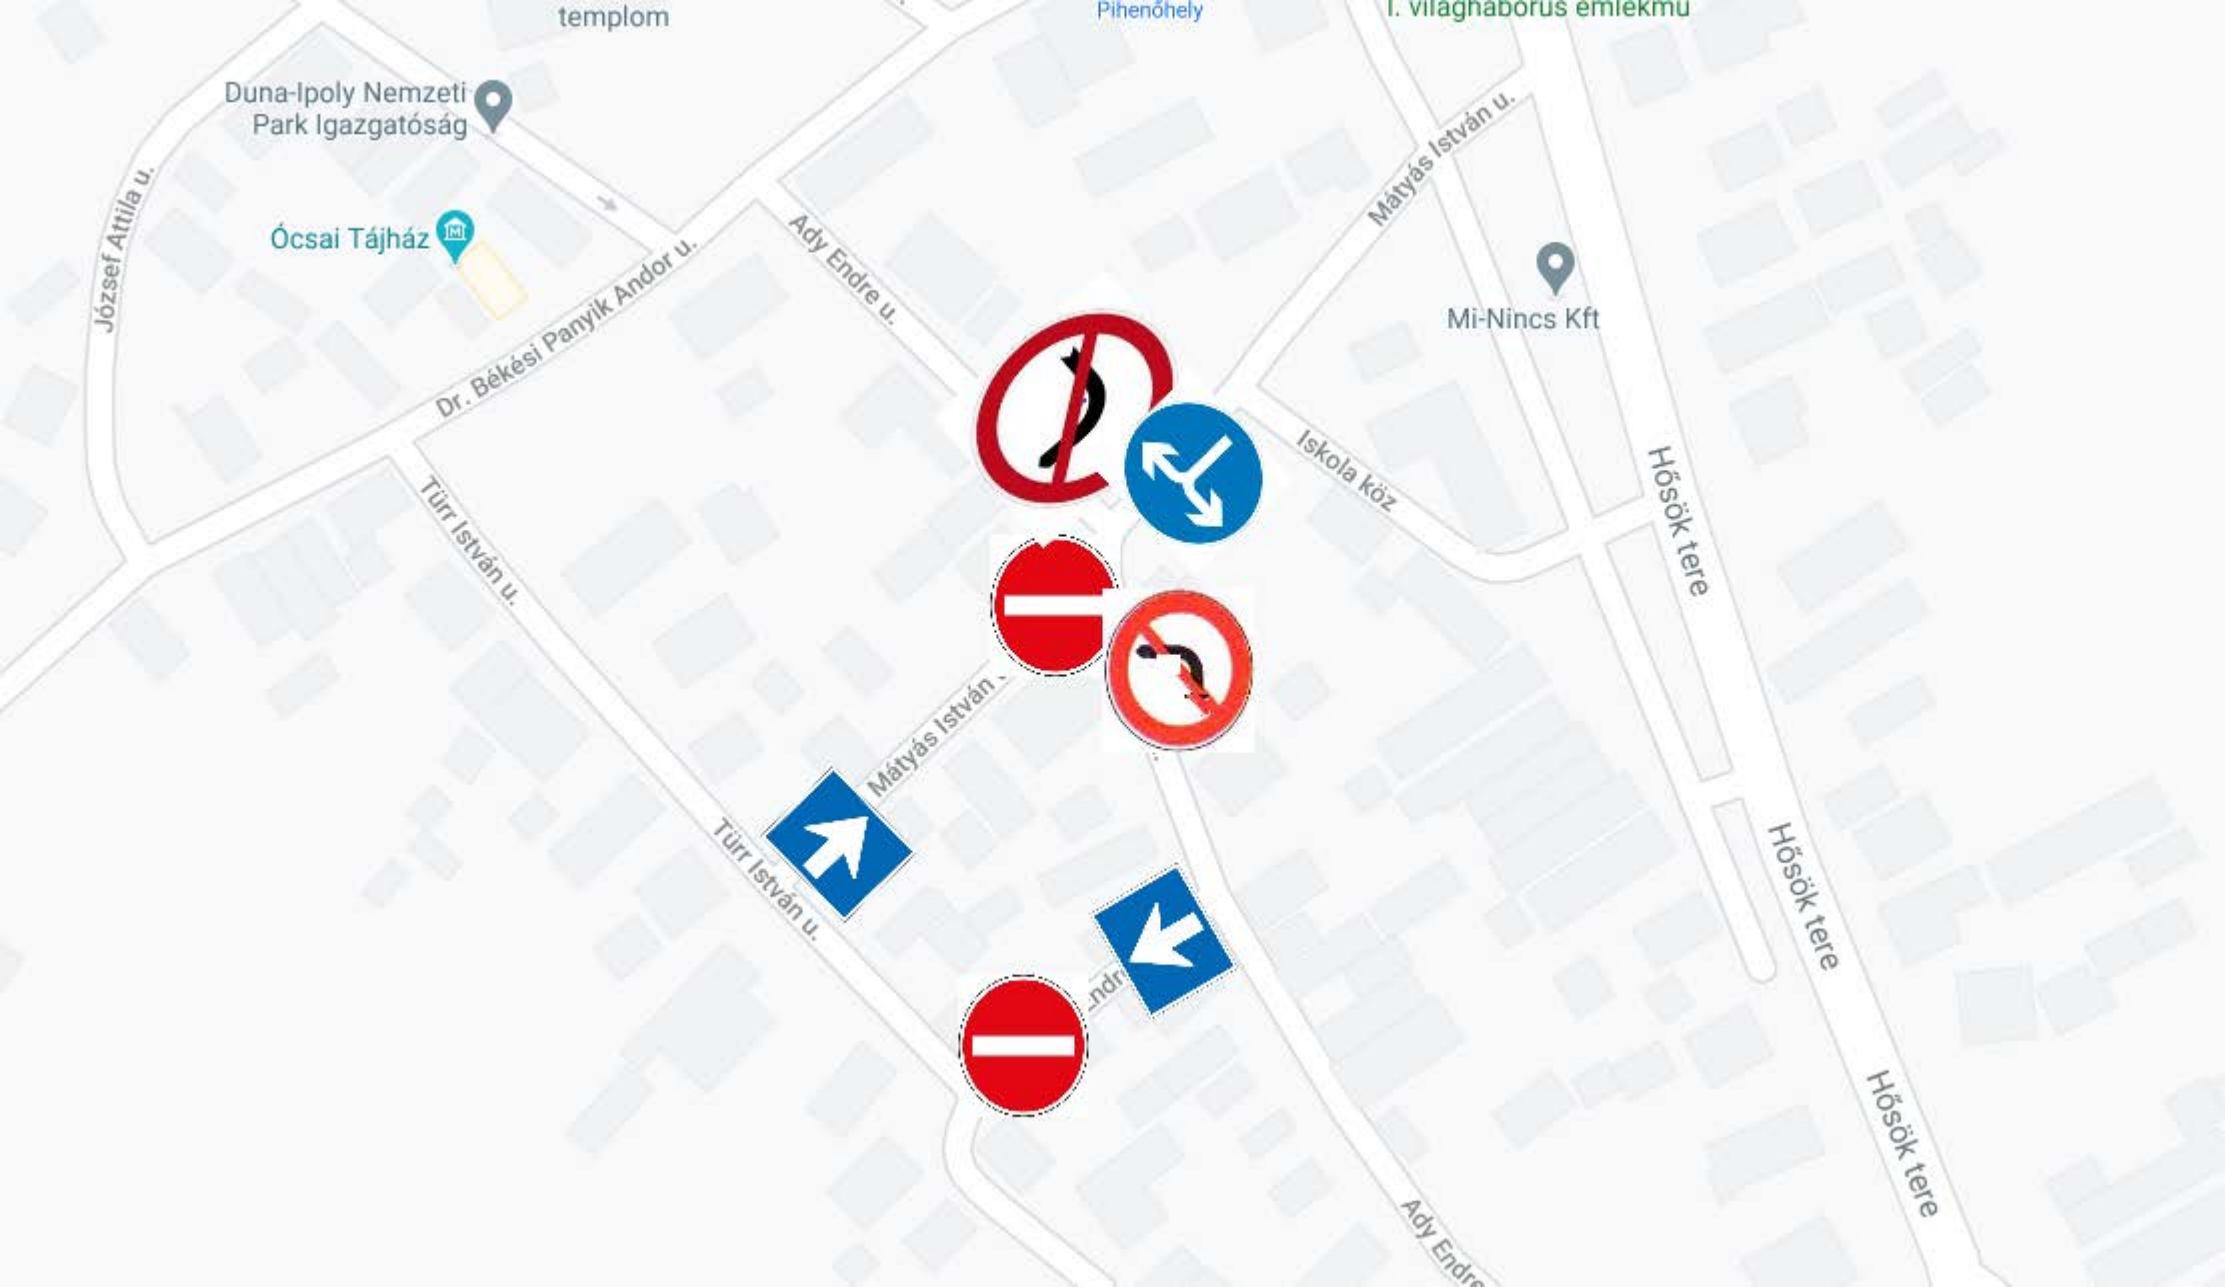 templom
Pihenőhely
I. világháborús emlékmű
Duna-Ipoly Nemzeti
Park Igazgatóság
Mátyás István u.
József Attila u.
Ócsai Tájház
Ady Endre u.
Dr. Békési Panyik Andor u.
Mi-Nincs Kft
Iskola köz
Hősök tere
Türr István u.
Mátyás István
Türr István u.
Hősök tere
ndr
Hősök tere
Ady Endre